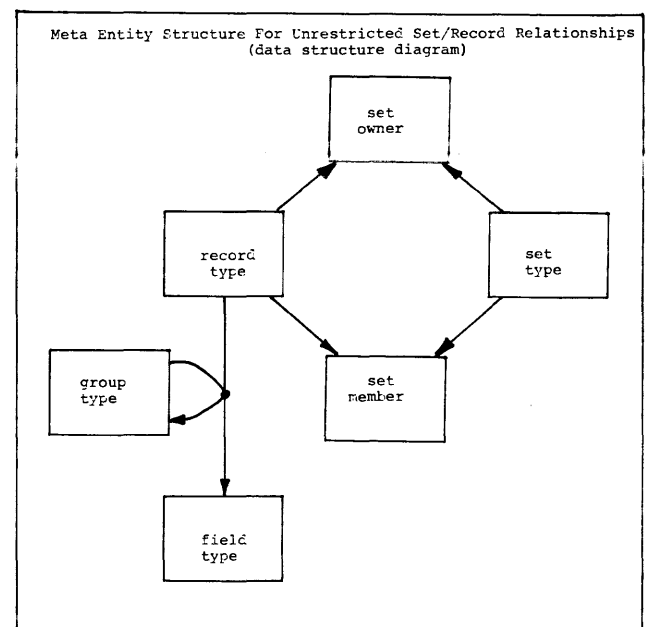 Meta Entity Structure For Unrestricted Set/Record Relationships
(data structure diagram)
set
owner
record
type
set
type
group
type
set
member
field
type